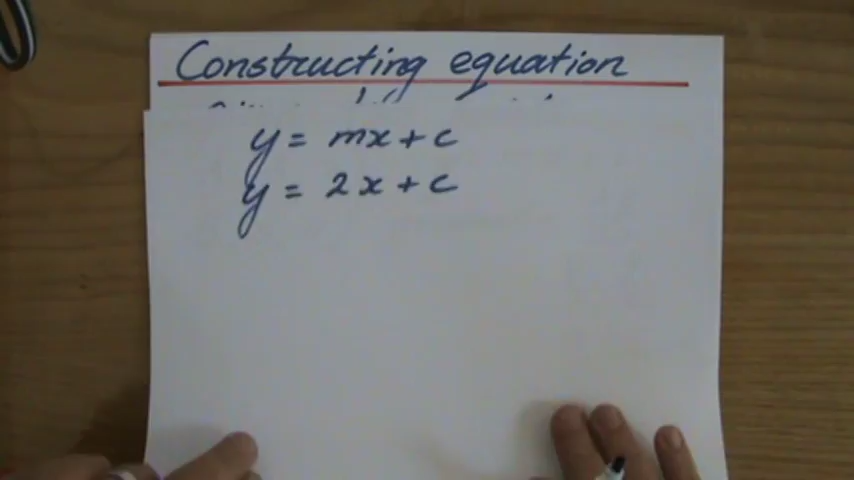 Constructing equation
y = mx + c
y = 2x + c